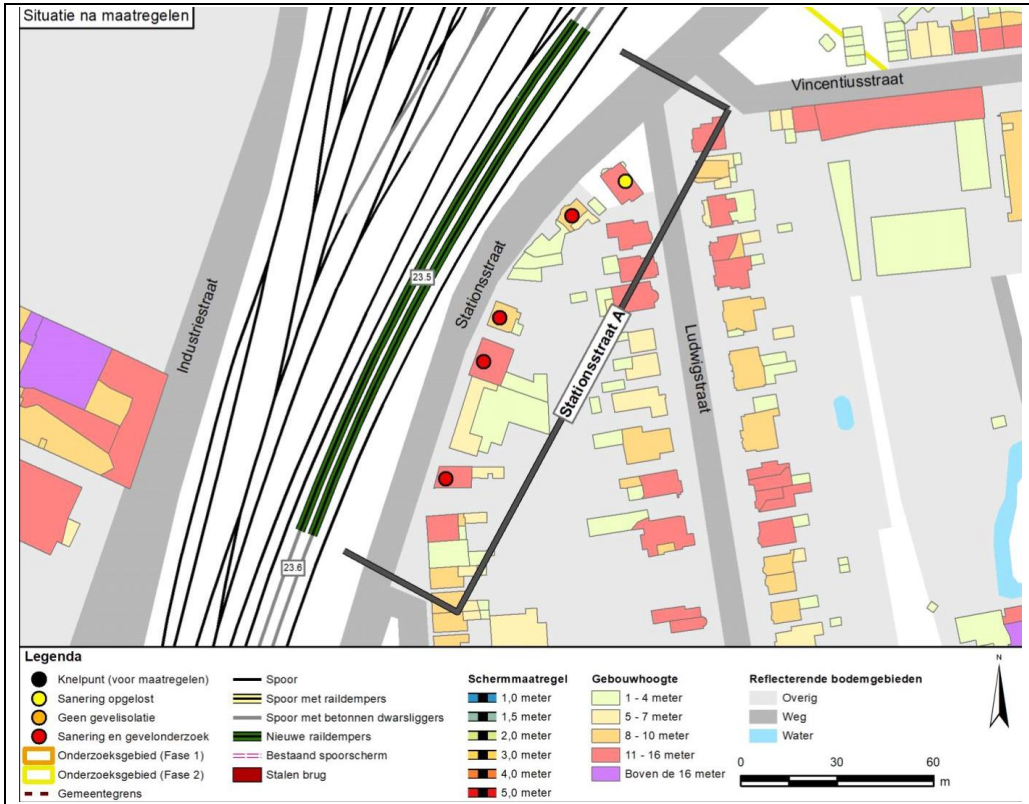 Situatie na maatregelen
Vincentiusstraat
Stationsstraat
23.5
Industriestraat
Stationsstraat A
Ludwigstraat
23.6
Legenda
Knelpunt (voor maatregelen)
Sanering opgelost
Geen gevelisolatie
Sanering en gevelonderzoek
Onderzoeksgebied (Fase 1)
Onderzoeksgebied (Fase 2)
Gemeentegrens
Spoor
Spoor met raildempers
Spoor met betonnen dwarsliggers
Nieuwe raildempers
Bestaand spoorscherm
Stalen brug
Schermmaatregel
1,0 meter
1,5 meter
2,0 meter
3,0 meter
4,0 meter
5,0 meter
Gebouwhoogte
1 - 4 meter
5 - 7 meter
8 - 10 meter
11 - 16 meter
Boven de 16 meter
Reflecterende bodemgebieden
Overig
Weg
Water
N
0 30 60
m